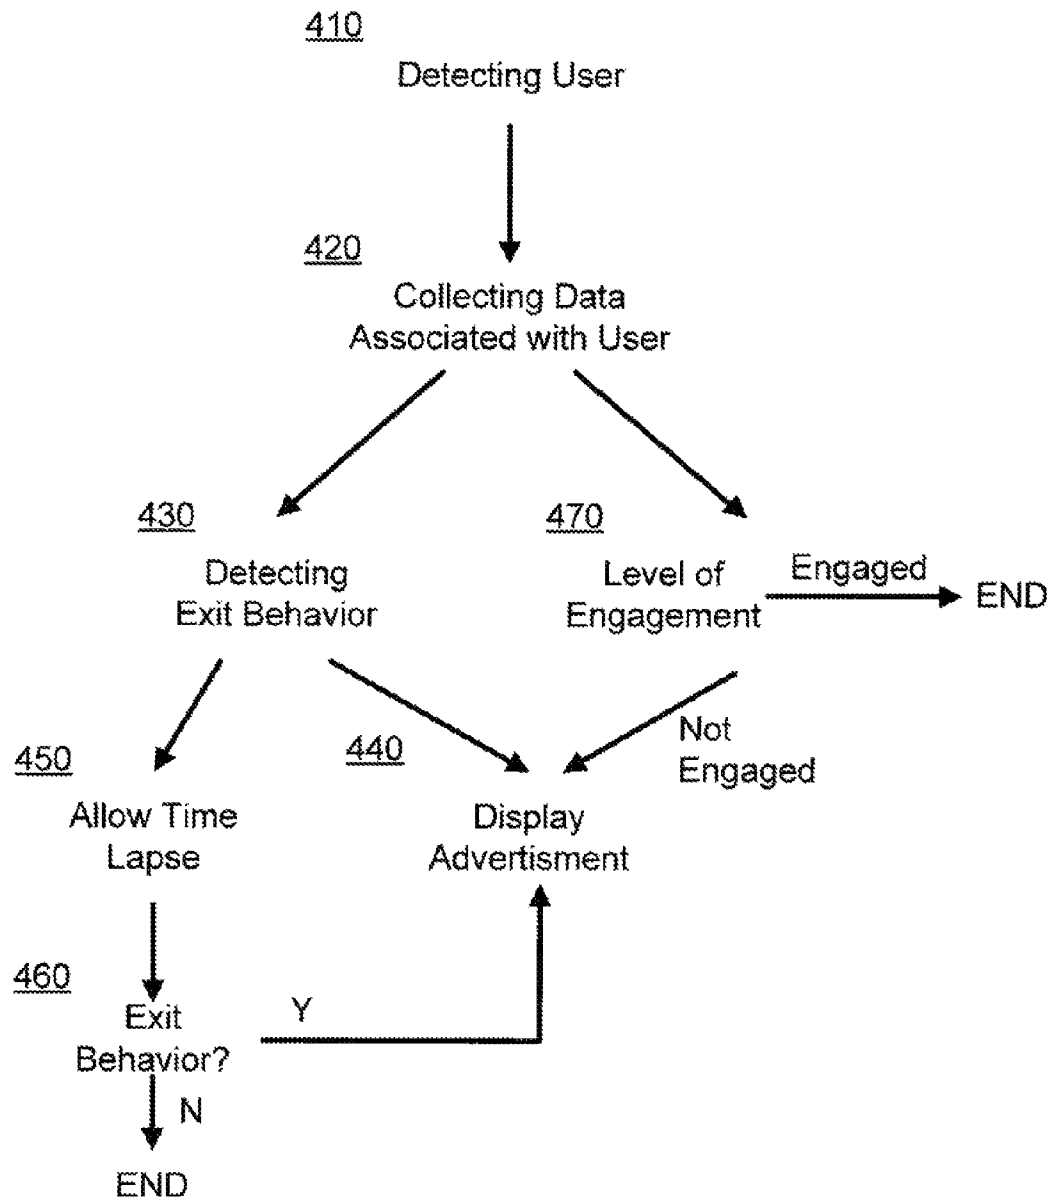 410
Detecting User
420
Collecting Data
Associated with User
430
Detecting
Exit Behavior
470
Level of
Engagement
Engaged
END
450
Allow Time
Lapse
440
Display
Advertisment
Not
Engaged
460
Exit
Behavior?
Y
N
END